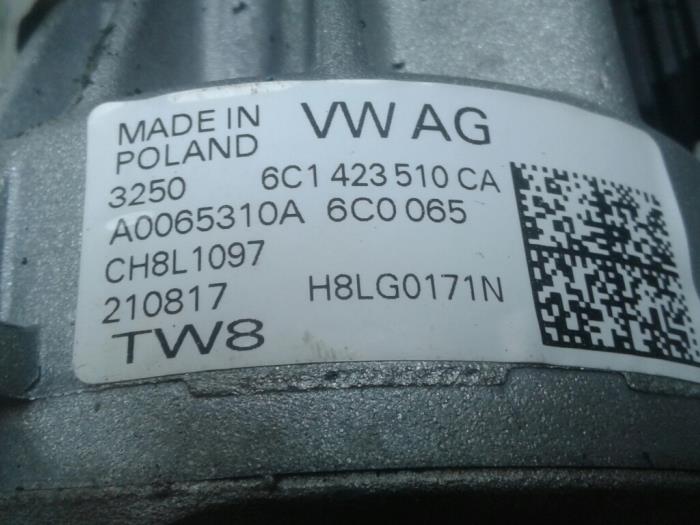 MADE IN VW AG
POLAND
3250 6C1 423 510 CA
A0065310A 6C0 065
CH8L1097
210817 H8LG0171N
TW8